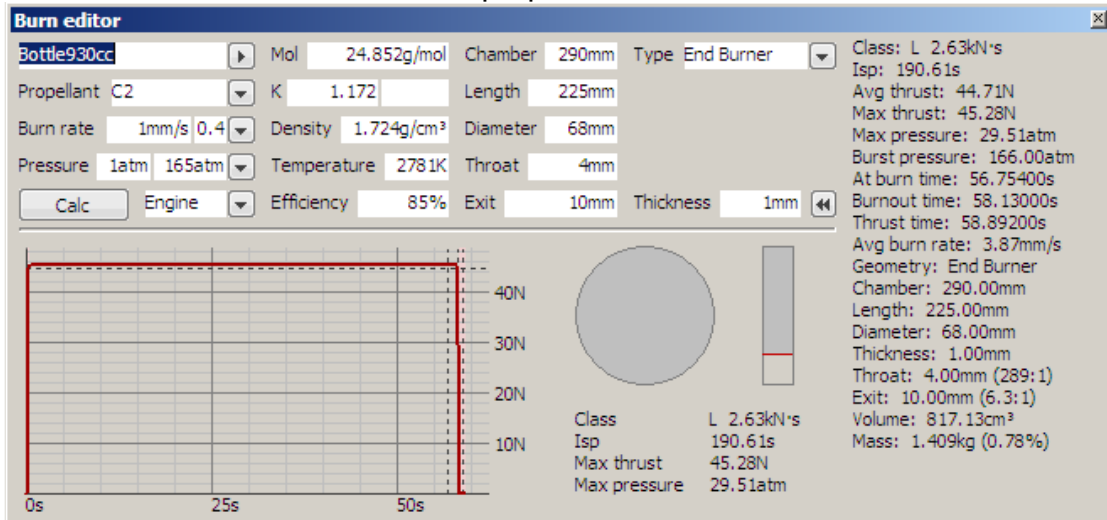 Burn editor
Bottle930cc Mol 24.852g/mol Chamber 290mm Type End Burner
Propellant C2 K 1.172 Length 225mm
Burn rate 1mm/s 0.4 Density 1.724g/cm³ Diameter 68mm
Pressure 1atm 165atm Temperature 2781K Throat 4mm
Calc Engine Efficiency 85% Exit 10mm Thickness 1mm
Class: L 2.63kN·s
Isp: 190.61s
Avg thrust: 44.71N
Max thrust: 45.28N
Max pressure: 29.51atm
Burst pressure: 166.00atm
At burn time: 56.75400s
Burnout time: 58.13000s
Thrust time: 58.89200s
Avg burn rate: 3.87mm/s
Geometry: End Burner
Chamber: 290.00mm
Length: 225.00mm
Diameter: 68.00mm
Thickness: 1.00mm
Throat: 4.00mm (289:1)
Exit: 10.00mm (6.3:1)
Volume: 817.13cm³
Mass: 1.409kg (0.78%)
40N
30N
20N
10N
0s 25s 50s
Class L 2.63kN·s
Isp 190.61s
Max thrust 45.28N
Max pressure 29.51atm